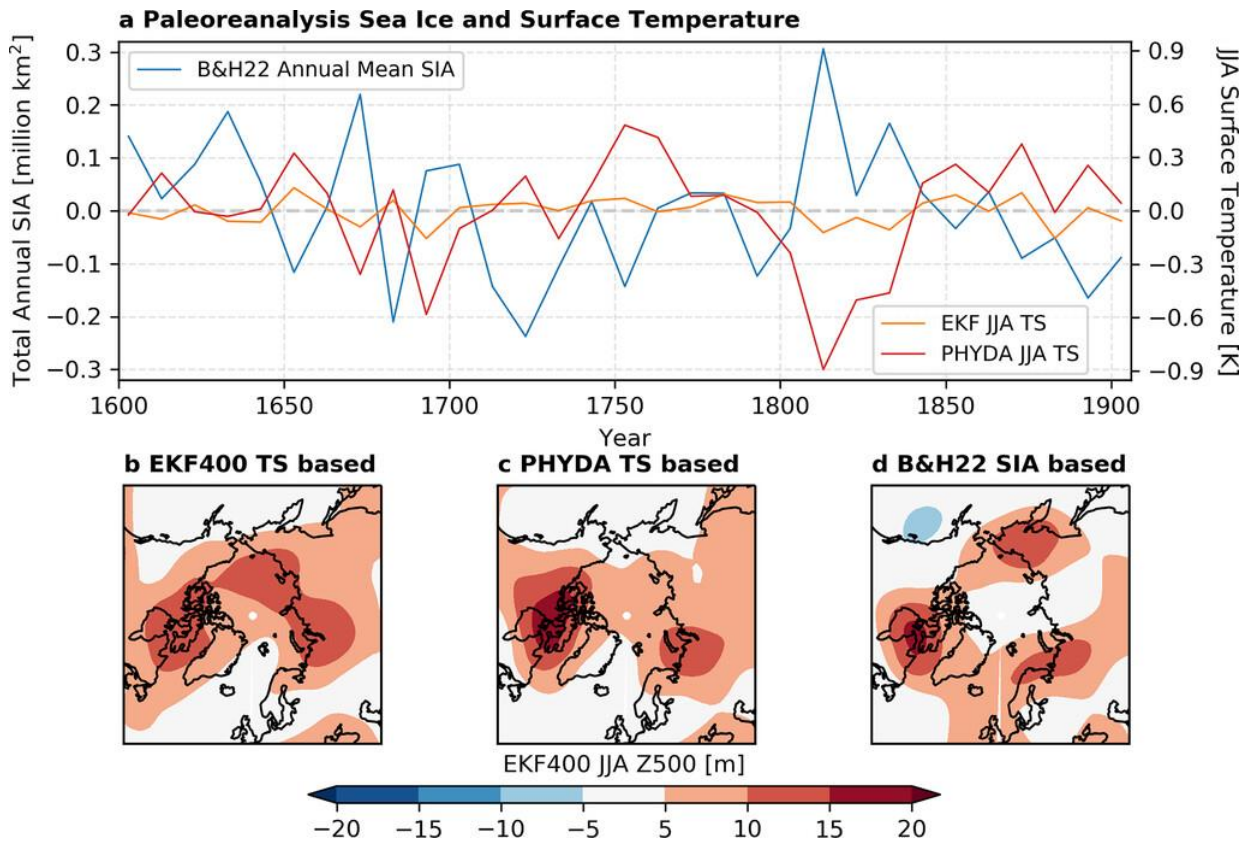 a Paleoreanalysis Sea Ice and Surface Temperature
Total Annual SIA [million km²]
0.3
0.2
0.1
0.0
−0.1
−0.2
−0.3
B&H22 Annual Mean SIA
EKF JJA TS
PHYDA JJA TS
0.9
0.6
0.3
0.0
−0.3
−0.6
−0.9
JJA Surface Temperature [K]
1600 1650 1700 1750 1800 1850 1900
Year
b EKF400 TS based
c PHYDA TS based
d B&H22 SIA based
EKF400 JJA Z500 [m]
−20 −15 −10 −5 5 10 15 20